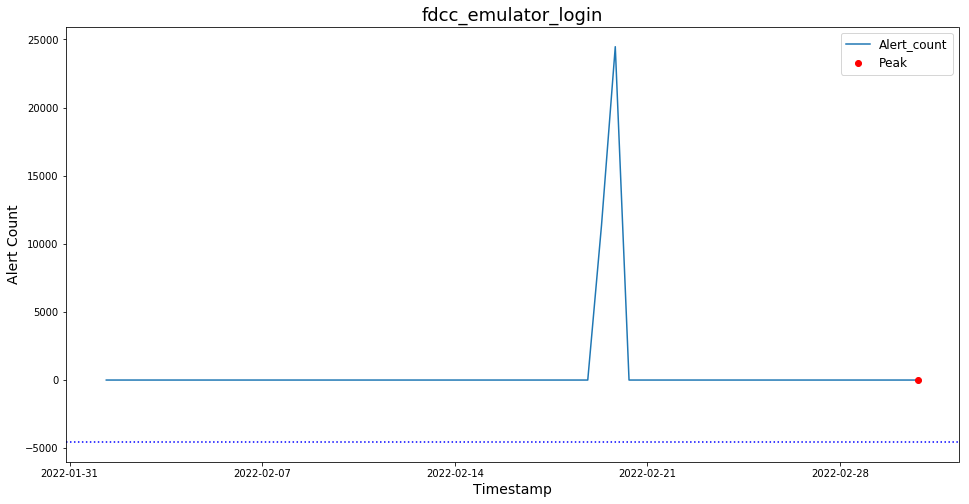 fdcc_emulator_login
Alert_count
Peak
25000
20000
15000
10000
5000
0
−5000
Alert Count
2022-01-31
2022-02-07
2022-02-14
2022-02-21
2022-02-28
Timestamp